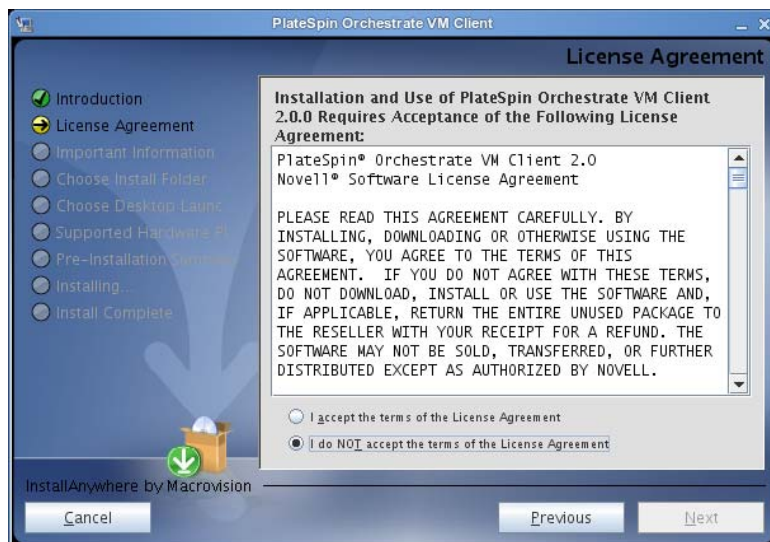 PlateSpin Orchestrate VM Client
License Agreement
Introduction
License Agreement
Important Information
Choose Install Folder
Choose Desktop Launc...
Supported Hardware Pl...
Pre-Installation Summa...
Installing...
Install Complete
Installation and Use of PlateSpin Orchestrate VM Client
2.0.0 Requires Acceptance of the Following License
Agreement:
PlateSpin® Orchestrate VM Client 2.0
Novell® Software License Agreement
PLEASE READ THIS AGREEMENT CAREFULLY. BY
INSTALLING, DOWNLOADING OR OTHERWISE USING THE
SOFTWARE, YOU AGREE TO THE TERMS OF THIS
AGREEMENT. IF YOU DO NOT AGREE WITH THESE TERMS,
DO NOT DOWNLOAD, INSTALL OR USE THE SOFTWARE AND,
IF APPLICABLE, RETURN THE ENTIRE UNUSED PACKAGE TO
THE RESELLER WITH YOUR RECEIPT FOR A REFUND. THE
SOFTWARE MAY NOT BE SOLD, TRANSFERRED, OR FURTHER
DISTRIBUTED EXCEPT AS AUTHORIZED BY NOVELL.
I accept the terms of the License Agreement
I do NOT accept the terms of the License Agreement
InstallAnywhere by Macrovision
Cancel
Previous
Next